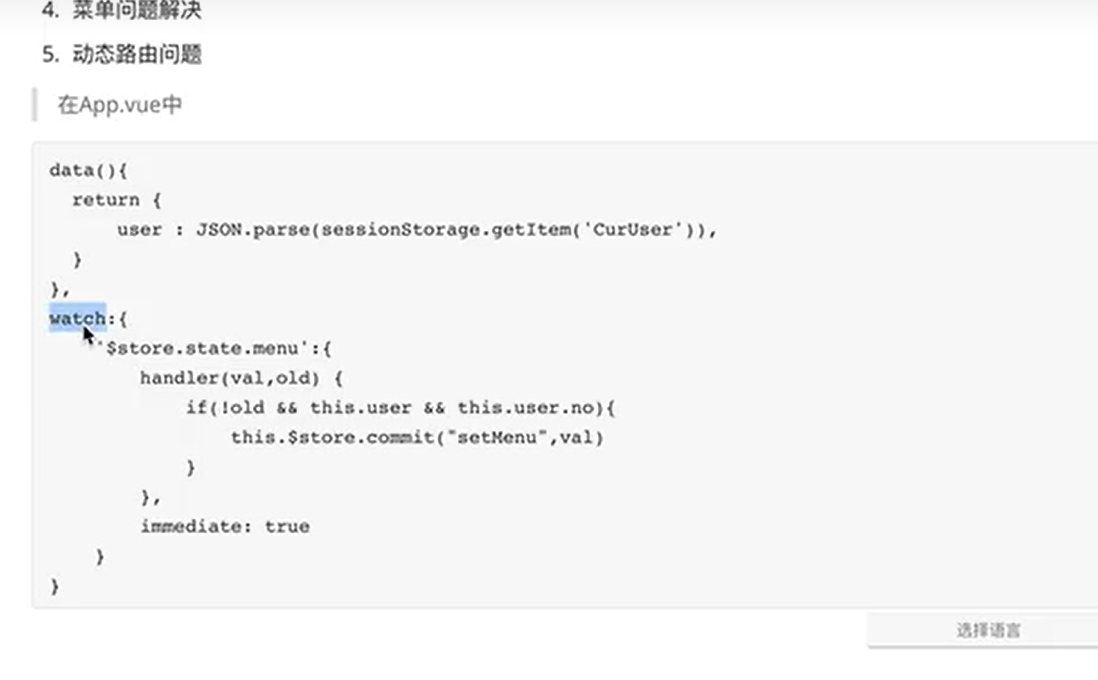 4. 菜单问题解决
5. 动态路由问题
在App.vue中
data(){
return {
user : JSON.parse(sessionStorage.getItem('CurUser')),
}
},
watch:{
'$store.state.menu':{
handler(val,old) {
if(!old && this.user && this.user.no){
this.$store.commit("setMenu",val)
}
},
immediate: true
}
}
选择语言